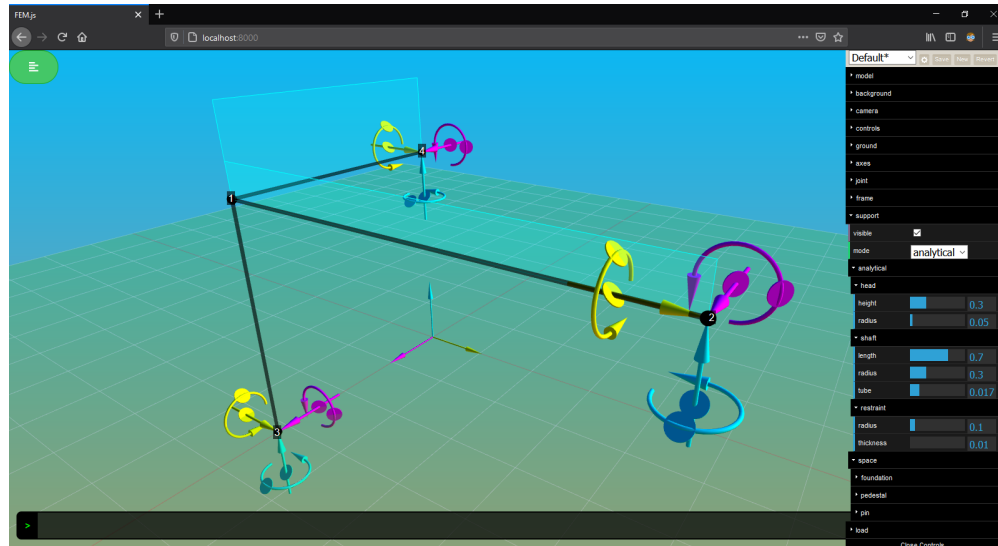 FEM.js
localhost:8000
Default*
Save New Revert
model
background
camera
controls
ground
axes
joint
frame
support
visible
mode analytical
analytical
head
height 0.3
radius 0.05
shaft
length 0.7
radius 0.3
tube 0.017
restraint
radius 0.1
thickness 0.01
space
foundation
pedestal
pin
load
Close Controls
4
1
2
3
>